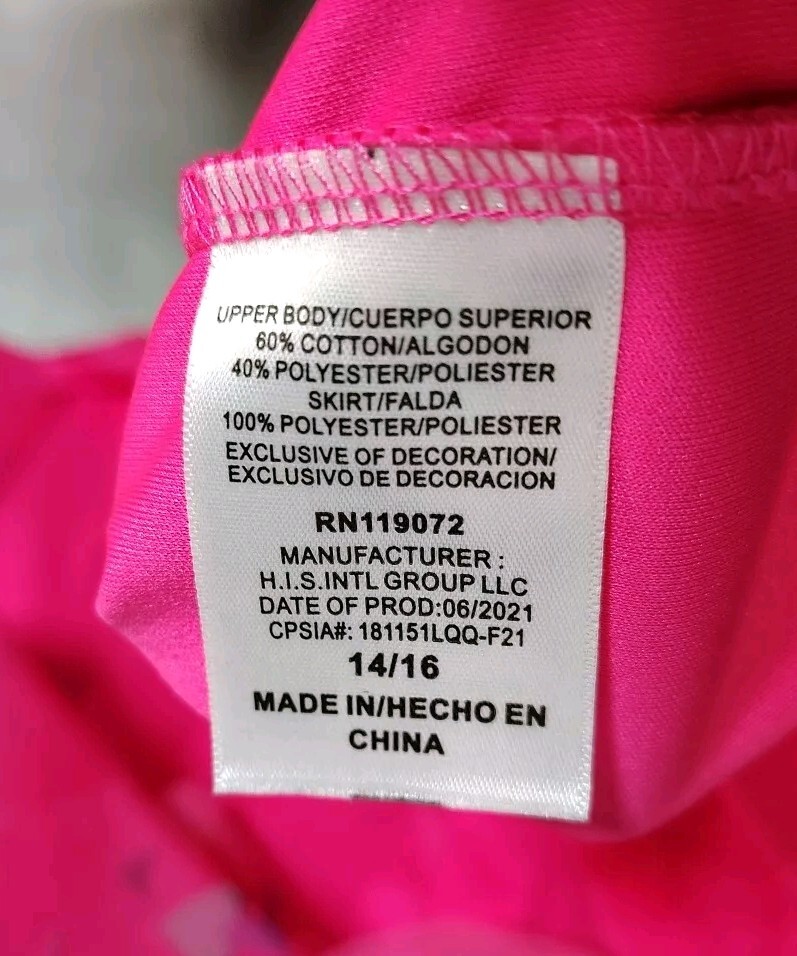 UPPER BODY/CUERPO SUPERIOR
60% COTTON/ALGODON
40% POLYESTER/POLIESTER
SKIRT/FALDA
100% POLYESTER/POLIESTER
EXCLUSIVE OF DECORATION/
EXCLUSIVO DE DECORACION
RN119072
MANUFACTURER :
H.I.S.INTL GROUP LLC
DATE OF PROD:06/2021
CPSIA#: 181151LQQ-F21
14/16
MADE IN/HECHO EN
CHINA